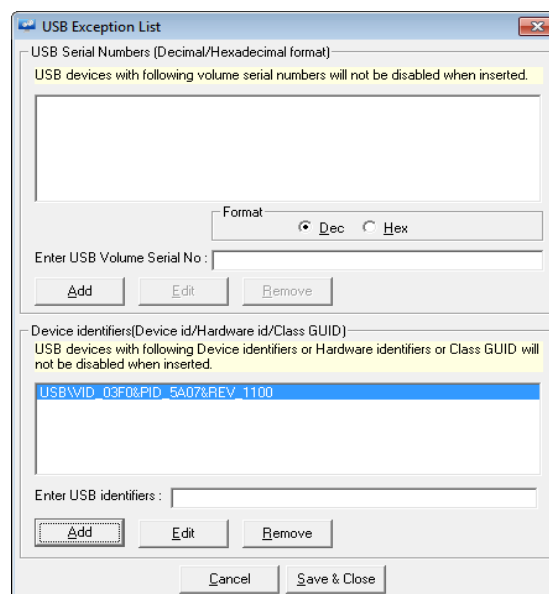 USB Exception List
USB Serial Numbers (Decimal/Hexadecimal format)
USB devices with following volume serial numbers will not be disabled when inserted.
Format
Dec Hex
Enter USB Volume Serial No :
Add Edit Remove
Device identifiers(Device id/Hardware id/Class GUID)
USB devices with following Device identifiers or Hardware identifiers or Class GUID will
not be disabled when inserted.
USB\VID_03F0&PID_5A07&REV_1100
Enter USB identifiers :
Add Edit Remove
Cancel Save & Close